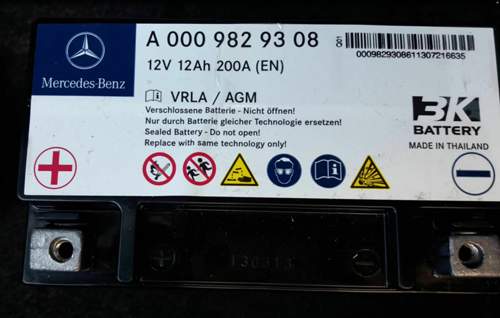 Mercedes-Benz
A 000 982 93 08
12V 12Ah 200A (EN)
VRLA / AGM
Verschlossene Batterie - Nicht öffnen!
Nur durch Batterie gleicher Technologie ersetzen!
Sealed Battery - Do not open!
Replace with same technology only!
Q01
0009829308611307216635
3K
BATTERY
MADE IN THAILAND
130313